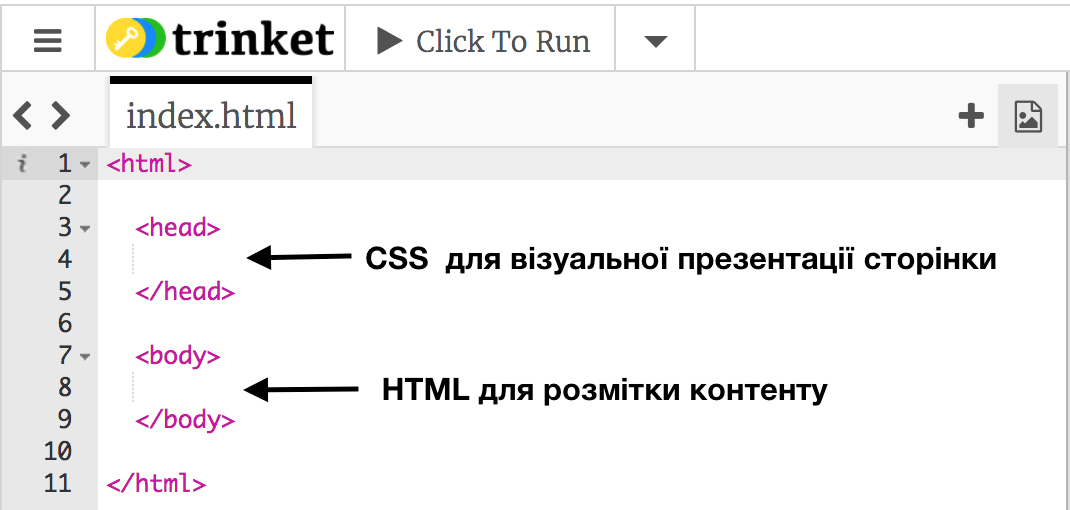 trinket Click To Run
index.html
1 <html>
2
3 <head>
4 CSS для візуальної презентації сторінки
5 </head>
6
7 <body>
8 HTML для розмітки контенту
9 </body>
10
11 </html>